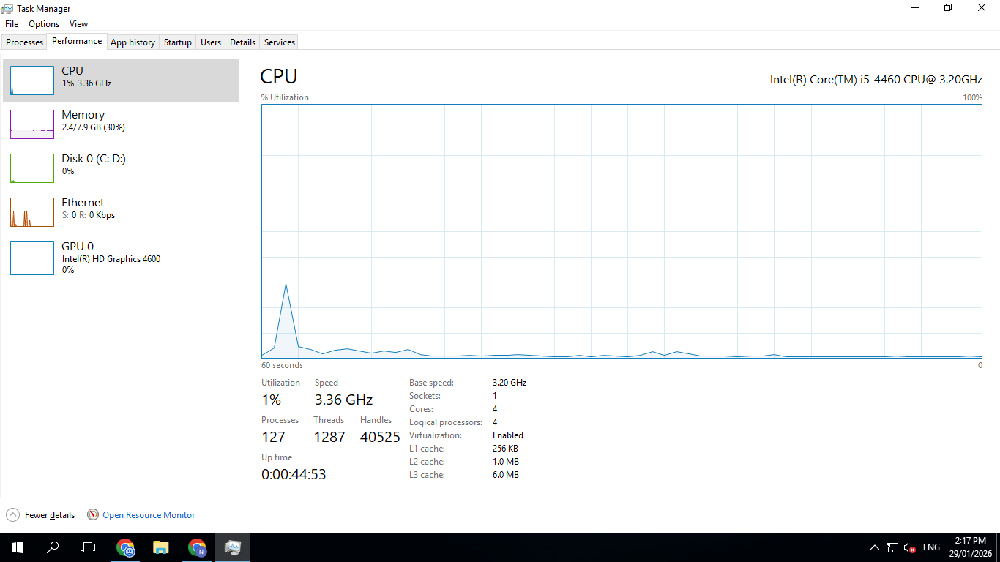 Task Manager
File Options View
Processes Performance App history Startup Users Details Services
CPU
1% 3.36 GHz
Memory
2.4/7.9 GB (30%)
Disk 0 (C: D:)
0%
Ethernet
S: 0 R: 0 Kbps
GPU 0
Intel(R) HD Graphics 4600
0%
CPU
Intel(R) Core(TM) i5-4460 CPU@ 3.20GHz
% Utilization
100%
60 seconds
0
Utilization Speed
1% 3.36 GHz
Processes Threads Handles
127 1287 40525
Up time
0:00:44:53
Base speed: 3.20 GHz
Sockets: 1
Cores: 4
Logical processors: 4
Virtualization: Enabled
L1 cache: 256 KB
L2 cache: 1.0 MB
L3 cache: 6.0 MB
Fewer details
Open Resource Monitor
N
ENG
2:17 PM
29/01/2026